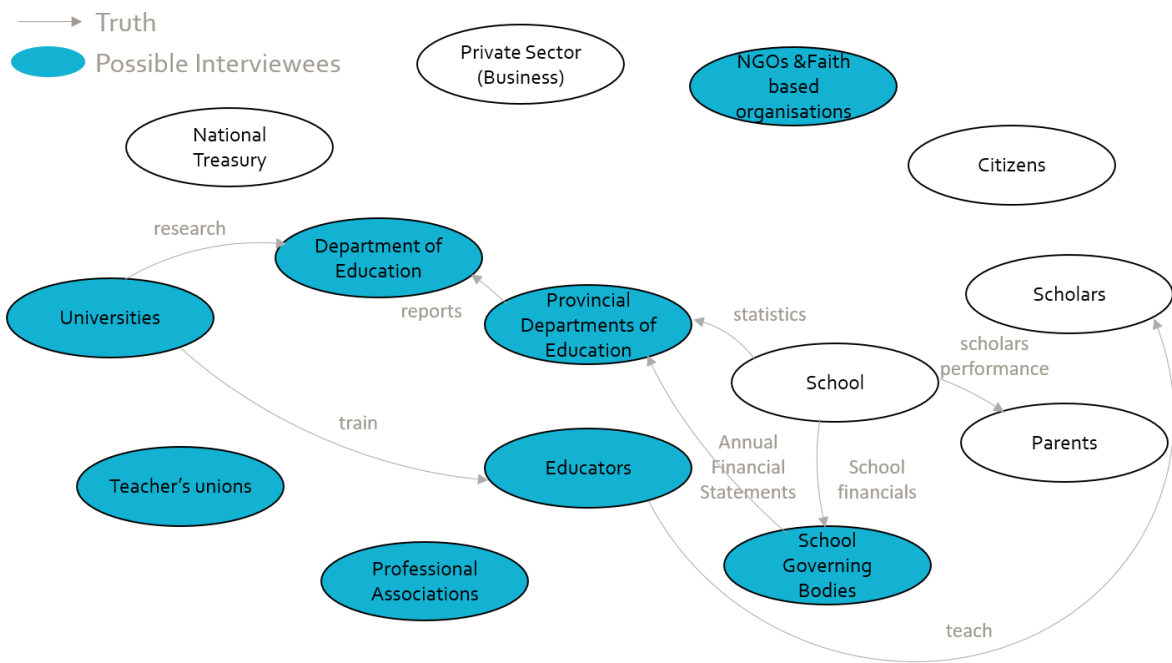 Truth
Possible Interviewees
Private Sector
(Business)
NGOs &Faith
based
organisations
National
Treasury
Citizens
research
Department of
Education
Universities
reports
Provincial
Departments of
Education
statistics
Scholars
scholars
performance
School
train
Educators
Annual
Financial
Statements
School
financials
Parents
Teacher's unions
School
Governing
Bodies
Professional
Associations
teach